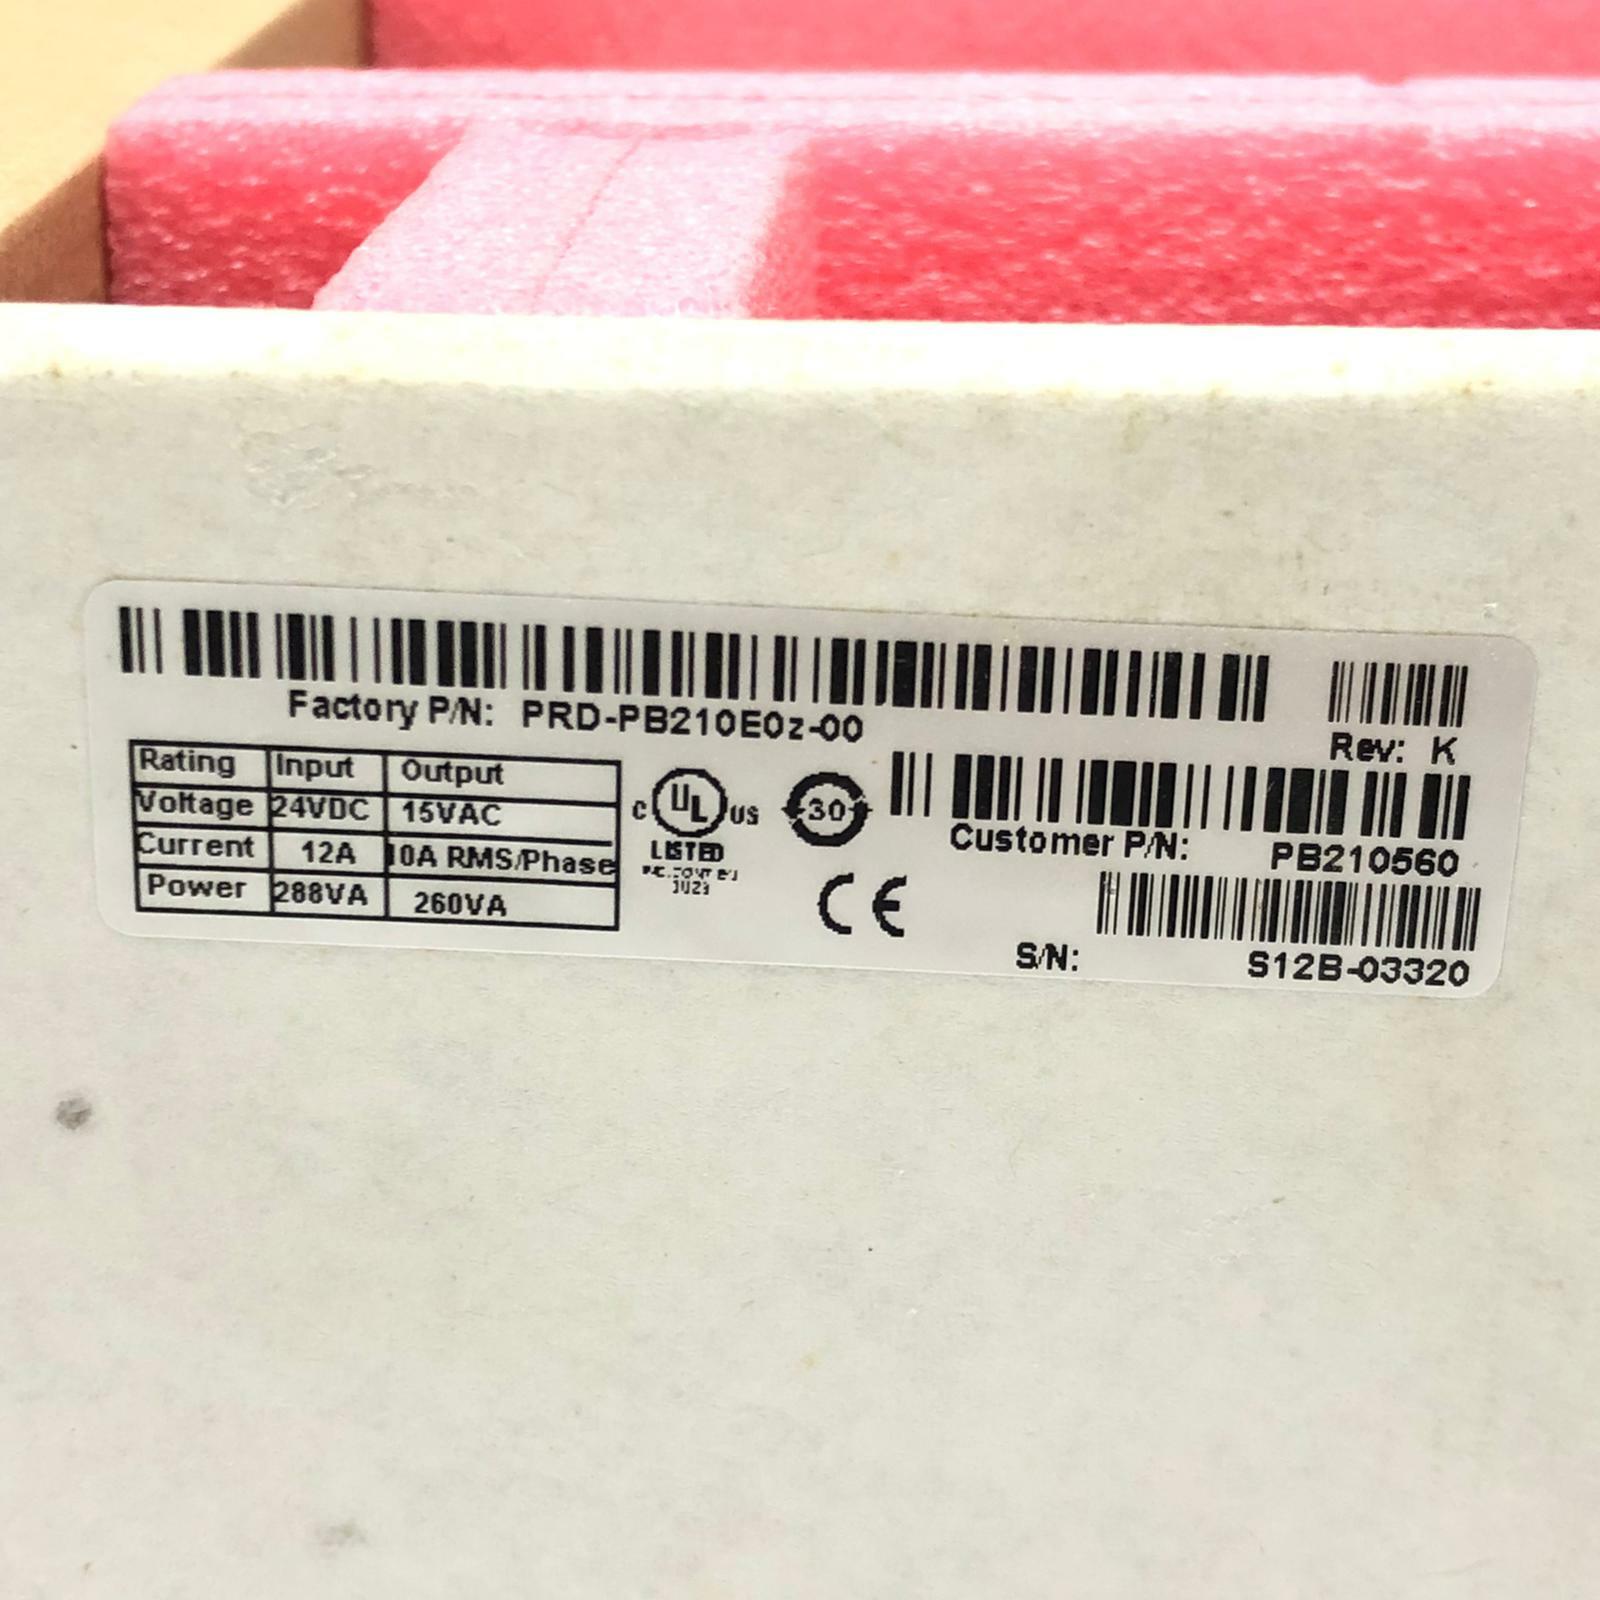 Factory P/N: PRD-PB210E0z-00
Rev: K
Rating Input Output
Voltage 24VDC 15VAC
Current 12A 10A RMS/Phase
Power 288VA 260VA
C UL US
LISTED
30
CE
Customer P/N: PB210560
S/N: S12B-03320